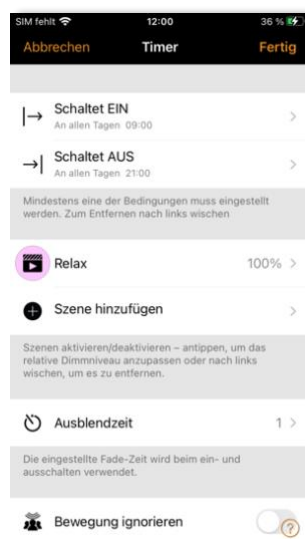 SIM fehlt 12:00 36 %
Abbrechen Timer Fertig
Schaltet EIN
An allen Tagen 09:00
Schaltet AUS
An allen Tagen 21:00
Mindestens eine der Bedingungen muss eingestellt
werden. Zum Entfernen nach links wischen
Relax 100%
Szene hinzufügen
Szenen aktivieren/deaktivieren – antippen, um das
relative Dimmniveau anzupassen oder nach links
wischen, um es zu entfernen.
Ausblendzeit 1
Die eingestellte Fade-Zeit wird beim ein- und
ausschalten verwendet.
Bewegung ignorieren
?